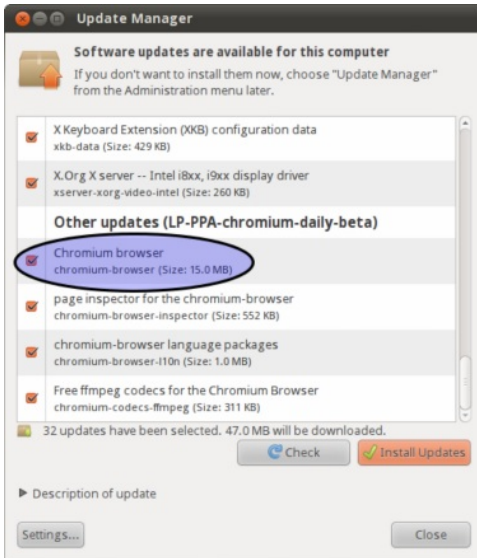 Update Manager
Software updates are available for this computer
If you don't want to install them now, choose "Update Manager"
from the Administration menu later.
X Keyboard Extension (XKB) configuration data
xkb-data (Size: 429 KB)
X.Org X server -- Intel i8xx, i9xx display driver
xserver-xorg-video-intel (Size: 260 KB)
Other updates (LP-PPA-chromium-daily-beta)
Chromium browser
chromium-browser (Size: 15.0 MB)
page inspector for the chromium-browser
chromium-browser-inspector (Size: 552 KB)
chromium-browser language packages
chromium-browser-l10n (Size: 1.0 MB)
Free ffmpeg codecs for the Chromium Browser
chromium-codecs-ffmpeg (Size: 311 KB)
32 updates have been selected. 47.0 MB will be downloaded.
Check
Install Updates
Description of update
Settings...
Close